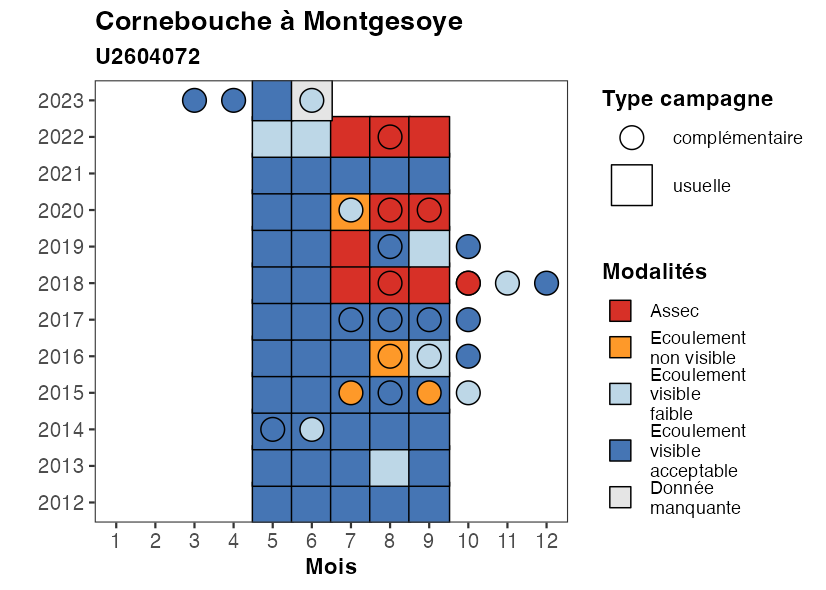 Cornebouche à Montgesoye
U2604072
2023
2022
2021
2020
2019
2018
2017
2016
2015
2014
2013
2012
1 2 3 4 5 6 7 8 9 10 11 12
Mois
Type campagne
complémentaire
usuelle
Modalités
Assec
Ecoulement
non visible
Ecoulement
visible
faible
Ecoulement
visible
acceptable
Donnée
manquante